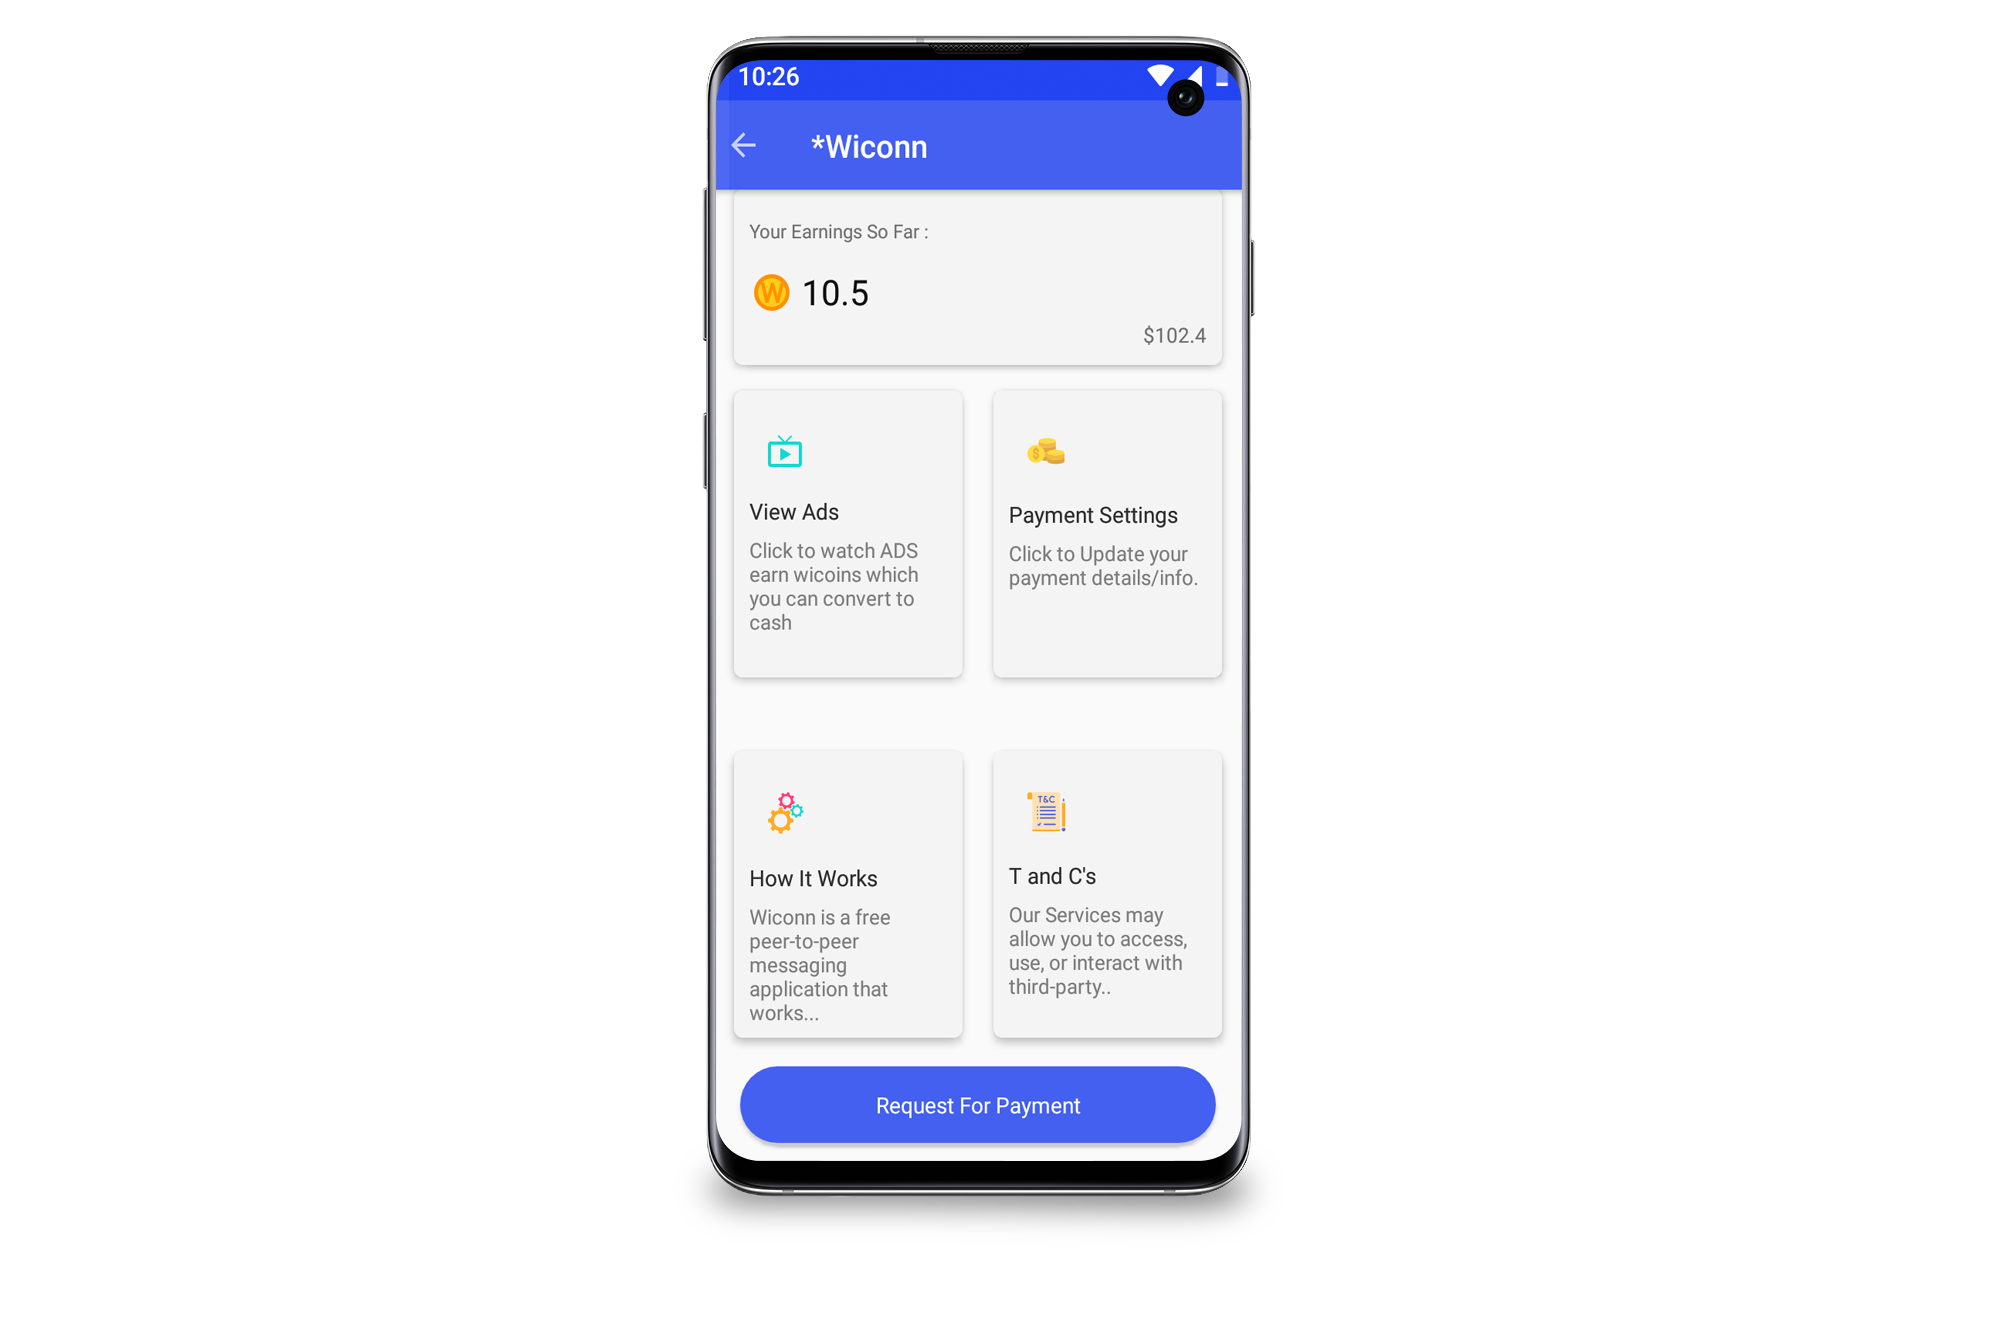 10:26
*Wiconn
Your Earnings So Far :
W 10.5
$102.4
View Ads
Click to watch ADS
earn wicoins which
you can convert to
cash
Payment Settings
Click to Update your
payment details/info.
$
How It Works
Wiconn is a free
peer-to-peer
messaging
application that
works...
T&C
T and C's
Our Services may
allow you to access,
use, or interact with
third-party..
Request For Payment